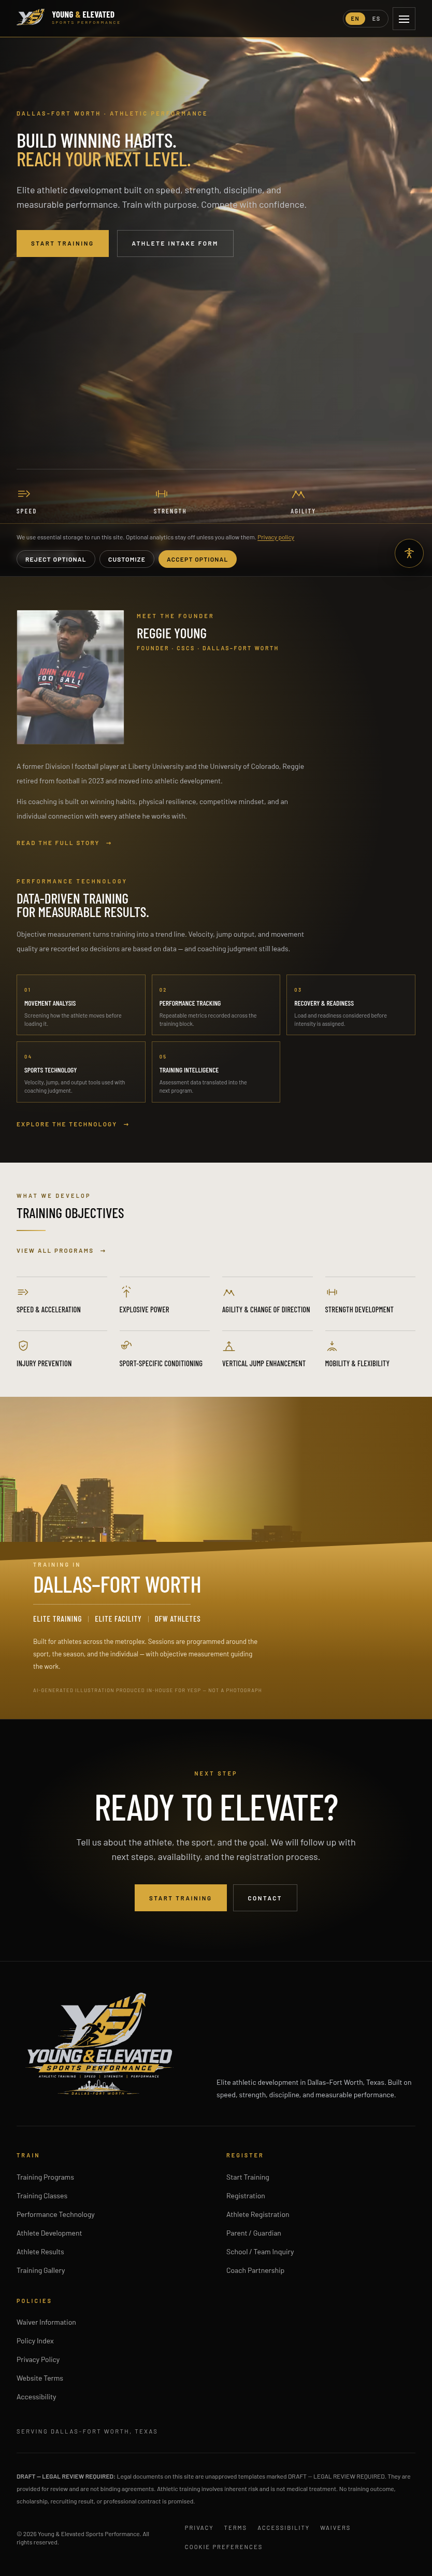 YOUNG & ELEVATED
SPORTS PERFORMANCE
EN ES
DALLAS–FORT WORTH · ATHLETIC PERFORMANCE
BUILD WINNING HABITS.
REACH YOUR NEXT LEVEL.
Elite athletic development built on speed, strength, discipline, and
measurable performance. Train with purpose. Compete with confidence.
START TRAINING
ATHLETE INTAKE FORM
SPEED
STRENGTH
AGILITY
We use essential storage to run this site. Optional analytics stay off unless you allow them. Privacy policy
REJECT OPTIONAL
CUSTOMIZE
ACCEPT OPTIONAL
MEET THE FOUNDER
REGGIE YOUNG
FOUNDER · CSCS · DALLAS–FORT WORTH
A former Division I football player at Liberty University and the University of Colorado, Reggie
retired from football in 2023 and moved into athletic development.
His coaching is built on winning habits, physical resilience, competitive mindset, and an
individual connection with every athlete he works with.
READ THE FULL STORY →
PERFORMANCE TECHNOLOGY
DATA-DRIVEN TRAINING
FOR MEASURABLE RESULTS.
Objective measurement turns training into a trend line. Velocity, jump output, and movement
quality are recorded so decisions are based on data — and coaching judgment still leads.
01
MOVEMENT ANALYSIS
Screening how the athlete moves before
loading it.
02
PERFORMANCE TRACKING
Repeatable metrics recorded across the
training block.
03
RECOVERY & READINESS
Load and readiness considered before
intensity is assigned.
04
SPORTS TECHNOLOGY
Velocity, jump, and output tools used with
coaching judgment.
05
TRAINING INTELLIGENCE
Assessment data translated into the
next program.
EXPLORE THE TECHNOLOGY →
WHAT WE DEVELOP
TRAINING OBJECTIVES
VIEW ALL PROGRAMS →
SPEED & ACCELERATION
EXPLOSIVE POWER
AGILITY & CHANGE OF DIRECTION
STRENGTH DEVELOPMENT
INJURY PREVENTION
SPORT-SPECIFIC CONDITIONING
VERTICAL JUMP ENHANCEMENT
MOBILITY & FLEXIBILITY
TRAINING IN
DALLAS–FORT WORTH
ELITE TRAINING | ELITE FACILITY | DFW ATHLETES
Built for athletes across the metroplex. Sessions are programmed around the
sport, the season, and the individual — with objective measurement guiding
the work.
AI-GENERATED ILLUSTRATION PRODUCED IN-HOUSE FOR YESP — NOT A PHOTOGRAPH
NEXT STEP
READY TO ELEVATE?
Tell us about the athlete, the sport, and the goal. We will follow up with
next steps, availability, and the registration process.
START TRAINING
CONTACT
YOUNG & ELEVATED
SPORTS PERFORMANCE
ATHLETIC TRAINING | SPEED | STRENGTH | PERFORMANCE
DALLAS–FORT WORTH
Elite athletic development in Dallas–Fort Worth, Texas. Built on
speed, strength, discipline, and measurable performance.
TRAIN
Training Programs
Training Classes
Performance Technology
Athlete Development
Athlete Results
Training Gallery
REGISTER
Start Training
Registration
Athlete Registration
Parent / Guardian
School / Team Inquiry
Coach Partnership
POLICIES
Waiver Information
Policy Index
Privacy Policy
Website Terms
Accessibility
SERVING DALLAS–FORT WORTH, TEXAS
DRAFT — LEGAL REVIEW REQUIRED: Legal documents on this site are unapproved templates marked DRAFT — LEGAL REVIEW REQUIRED. They are
provided for review and are not binding agreements. Athletic training involves inherent risk and is not medical treatment. No training outcome,
scholarship, recruiting result, or professional contract is promised.
© 2026 Young & Elevated Sports Performance. All
rights reserved.
PRIVACY TERMS ACCESSIBILITY WAIVERS
COOKIE PREFERENCES